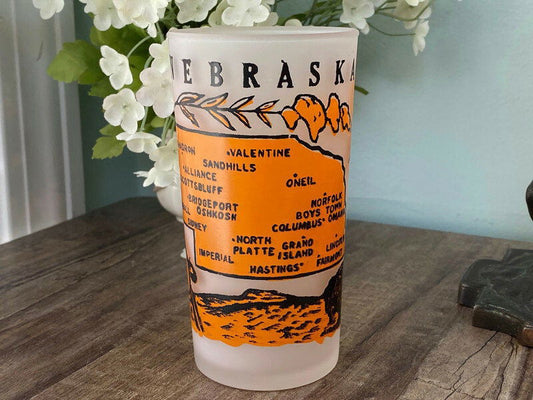 NEBRASKA
VALENTINE
SANDHILLS
ALLIANCE
ONEIL
BRIDGEPORT
NORFOLK
OSHKOSH
BOYS TOWN
COLUMBUS
NORTH
PLATTE
GRAND
ISLAND
IMPERIAL
HASTINGS